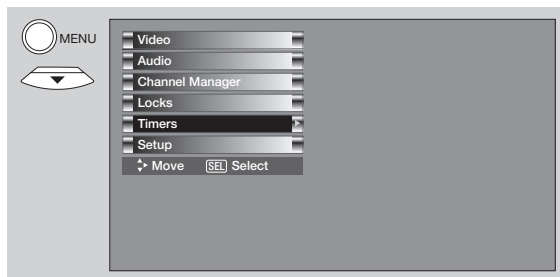 MENU
Video
Audio
Channel Manager
Locks
Timers
Setup
Move SEL Select